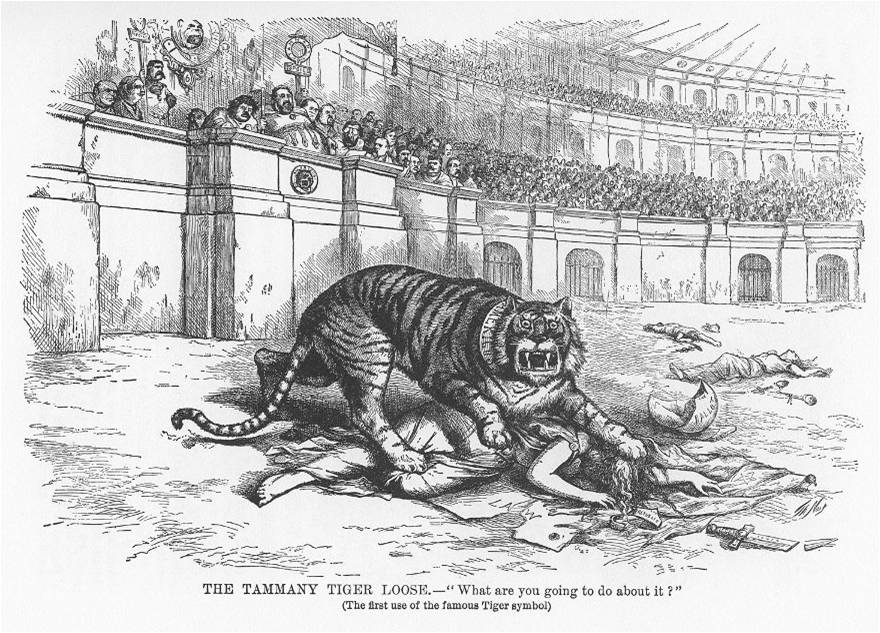 THE TAMMANY TIGER LOOSE.—“What are you going to do about it?”
(The first use of the famous Tiger symbol)